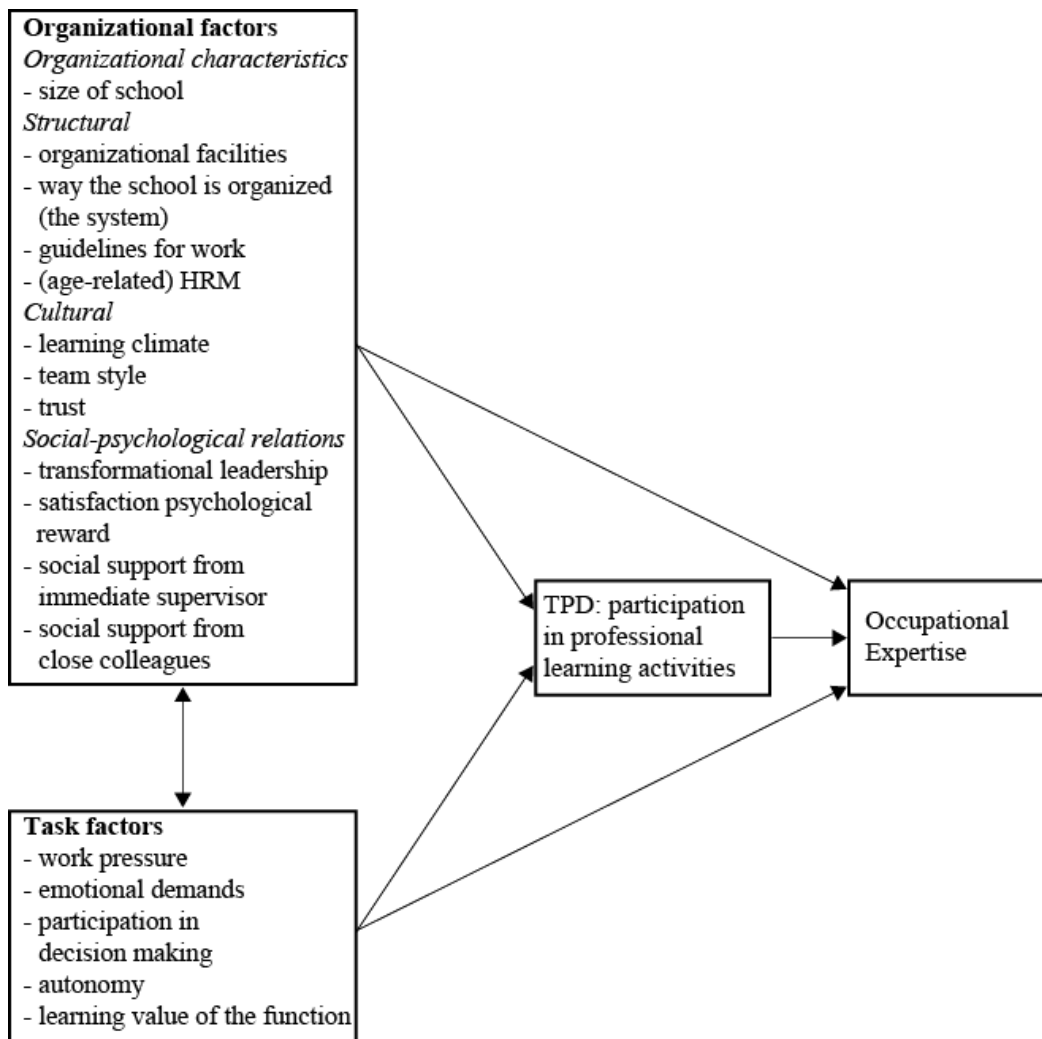 Organizational factors
Organizational characteristics
- size of school
Structural
- organizational facilities
- way the school is organized
(the system)
- guidelines for work
- (age-related) HRM
Cultural
- learning climate
- team style
- trust
Social-psychological relations
- transformational leadership
- satisfaction psychological
reward
- social support from
immediate supervisor
- social support from
close colleagues
TPD: participation
in professional
learning activities
Occupational
Expertise
Task factors
- work pressure
- emotional demands
- participation in
decision making
- autonomy
- learning value of the function